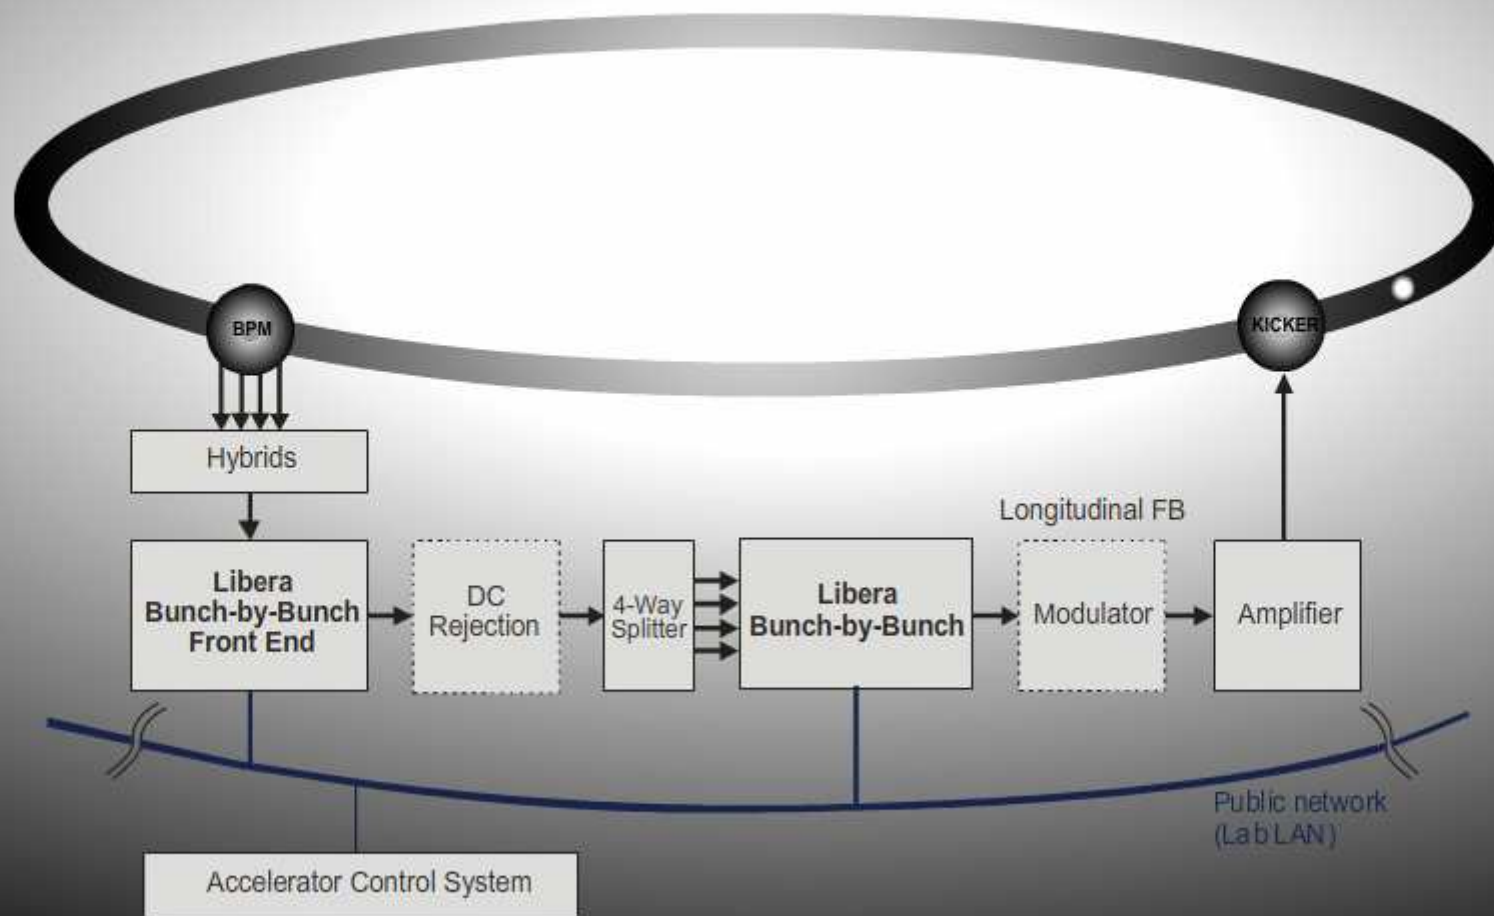 BPM
KICKER
Hybrids
Longitudinal FB
Libera
Bunch-by-Bunch
Front End
DC
Rejection
4-Way
Splitter
Libera
Bunch-by-Bunch
Modulator
Amplifier
Public network
(Lab LAN)
Accelerator Control System